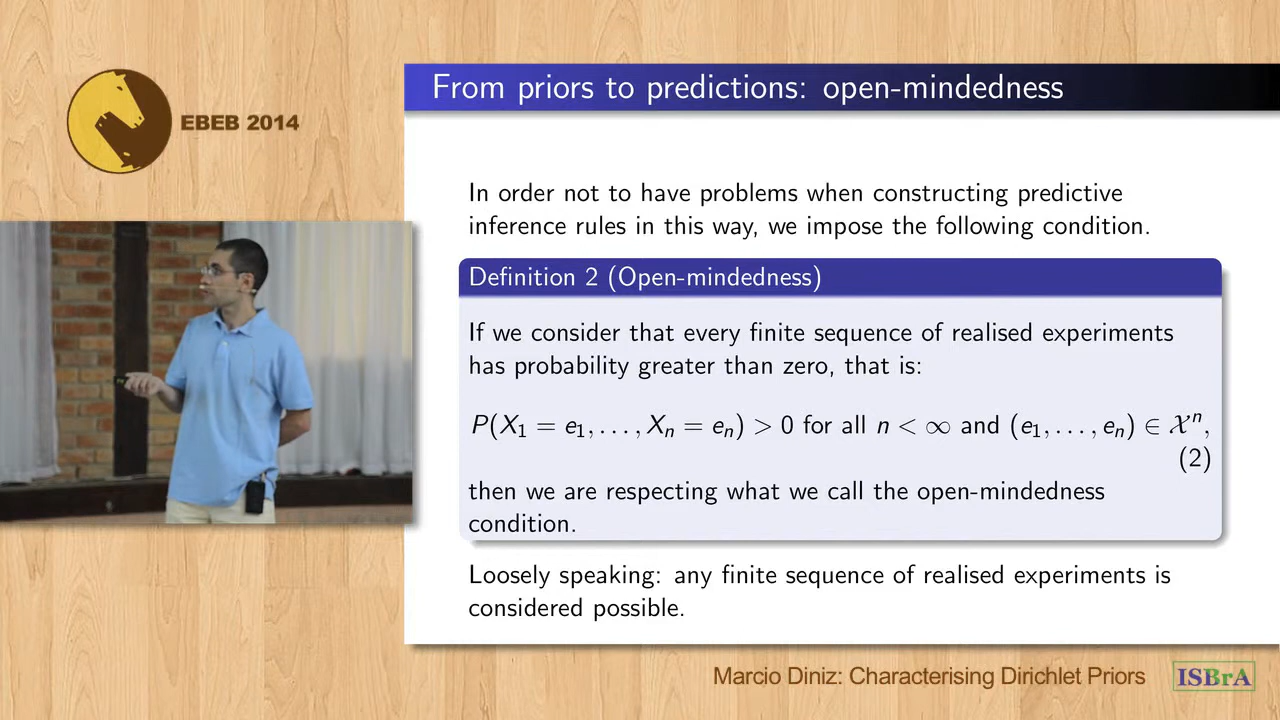 EBEB 2014
From priors to predictions: open-mindedness
In order not to have problems when constructing predictive
inference rules in this way, we impose the following condition.
Definition 2 (Open-mindedness)
If we consider that every finite sequence of realised experiments
has probability greater than zero, that is:
P(X₁ = e₁, . . . , Xₙ = eₙ) > 0 for all n < ∞ and (e₁, . . . , eₙ) ∈ 𝒳ⁿ,
(2)
then we are respecting what we call the open-mindedness
condition.
Loosely speaking: any finite sequence of realised experiments is
considered possible.
Marcio Diniz: Characterising Dirichlet Priors
ISBrA